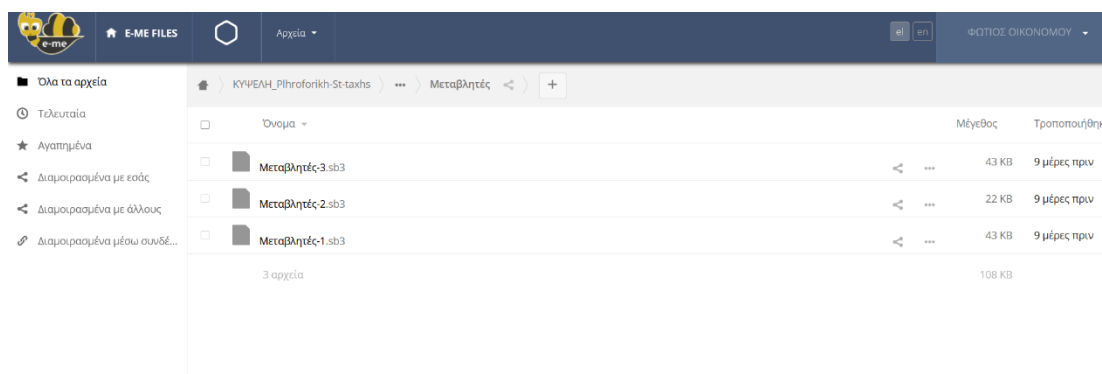 e-me E-ME FILES Αρχεία el en ΦΩΤΙΟΣ ΟΙΚΟΝΟΜΟΥ
Όλα τα αρχεία
Τελευταία
Αγαπημένα
Διαμοιρασμένα με εσάς
Διαμοιρασμένα με άλλους
Διαμοιρασμένα μέσω συνδέ...
ΚΥΨΕΛΗ_Plhroforikh-St-taxhs ••• Μεταβλητές +
Όνομα Μέγεθος Τροποποιήθηκ
Μεταβλητές-3.sb3 ••• 43 KB 9 μέρες πριν
Μεταβλητές-2.sb3 ••• 22 KB 9 μέρες πριν
Μεταβλητές-1.sb3 ••• 43 KB 9 μέρες πριν
3 αρχεία 108 KB